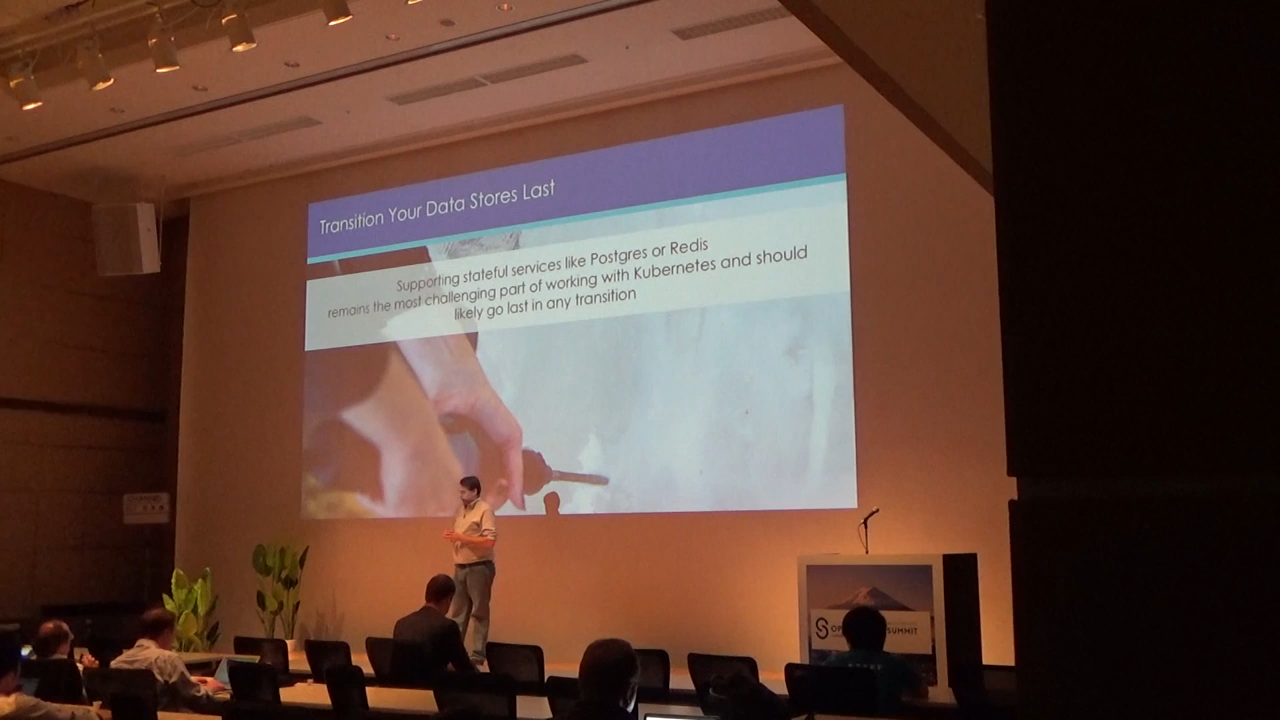 Transition Your Data Stores Last
Supporting stateful services like Postgres or Redis
remains the most challenging part of working with Kubernetes and should
likely go last in any transition
SUMMIT